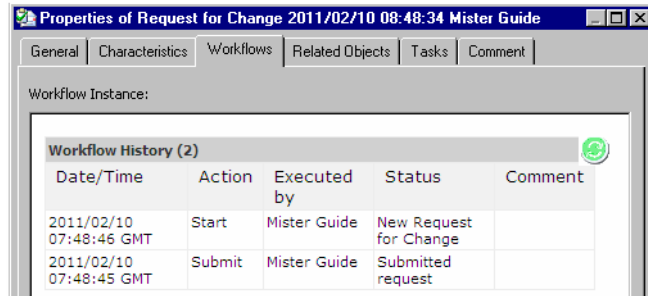 Properties of Request for Change 2011/02/10 08:48:34 Mister Guide
General Characteristics Workflows Related Objects Tasks Comment
Workflow Instance:
Workflow History (2)
Date/Time Action Executed by Status Comment
2011/02/10 07:48:46 GMT Start Mister Guide New Request for Change
2011/02/10 07:48:45 GMT Submit Mister Guide Submitted request